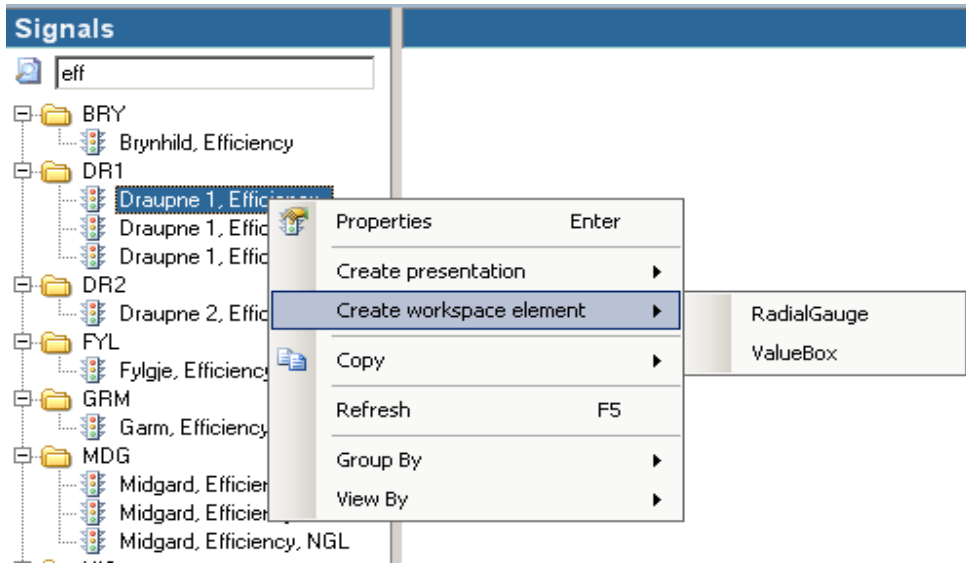 Signals
eff
BRY
Brynhild, Efficiency
DR1
Draupne 1, Efficiency
Draupne 1, Effic
Draupne 1, Effic
DR2
Draupne 2, Effic
FYL
Fylgje, Efficiency
GRM
Garm, Efficiency
MDG
Midgard, Efficien
Midgard, Efficien
Midgard, Efficiency, NGL
Properties Enter
Create presentation
Create workspace element
Copy
Refresh F5
Group By
View By
RadialGauge
ValueBox